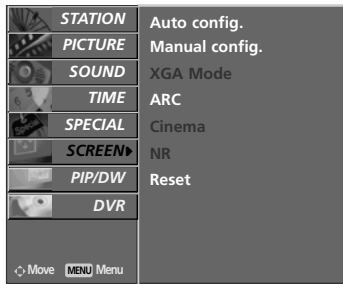 STATION
PICTURE
SOUND
TIME
SPECIAL
SCREEN
PIP/DW
DVR
Move MENU Menu
Auto config.
Manual config.
XGA Mode
ARC
Cinema
NR
Reset